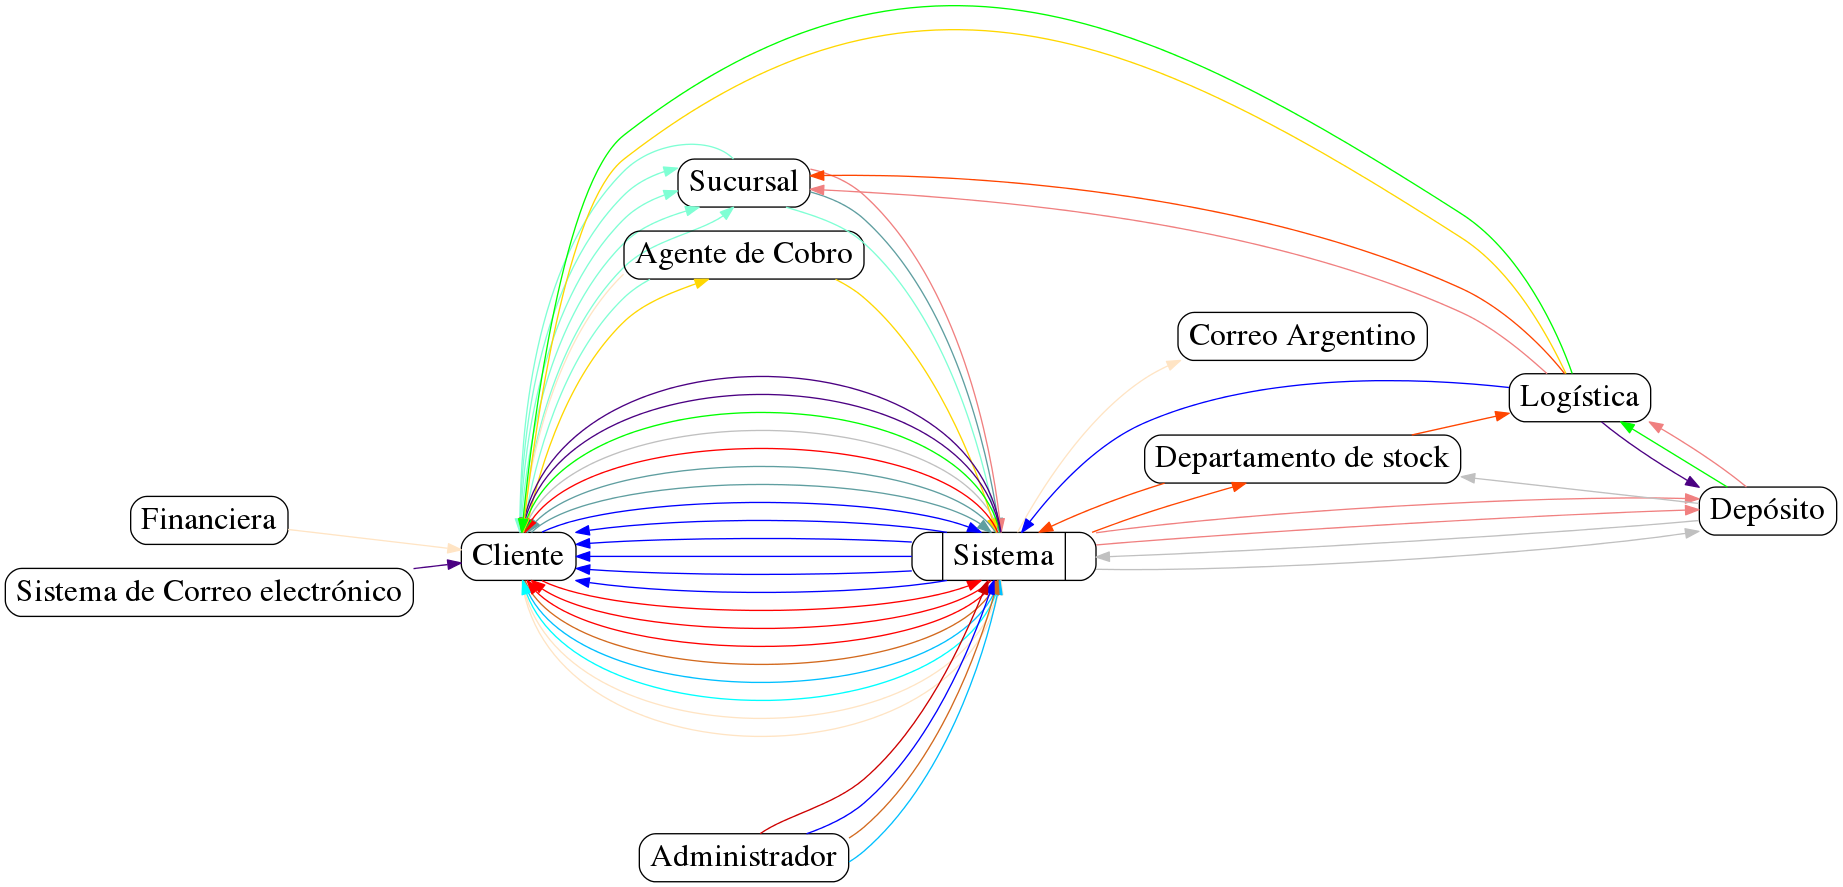 Sucursal
Agente de Cobro
Correo Argentino
Logística
Departamento de stock
Financiera
Depósito
Cliente
Sistema
Sistema de Correo electrónico
Administrador